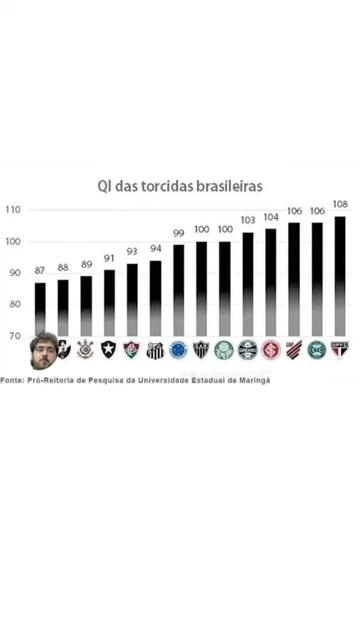 QI das torcidas brasileiras
110
100
90
80
70
87 88 89 91 93 94 99 100 100 103 104 106 106 108
Fonte: Pró-Reitoria de Pesquisa da Universidade Estadual de Maringá